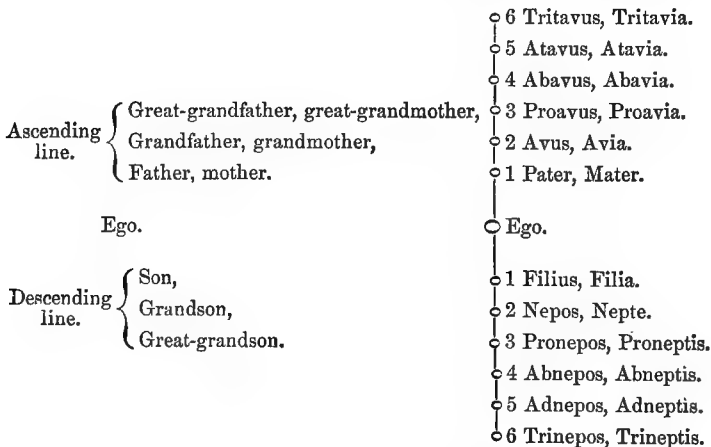 6 Tritavus, Tritavia.
5 Atavus, Atavia.
4 Abavus, Abavia.
Great-grandfather, great-grandmother, 3 Proavus, Proavia.
Ascending line. Grandfather, grandmother, 2 Avus, Avia.
Father, mother. 1 Pater, Mater.
Ego. Ego.
Son, 1 Filius, Filia.
Descending line. Grandson, 2 Nepos, Nepte.
Great-grandson. 3 Pronepos, Proneptis.
4 Abnepos, Abneptis.
5 Adnepos, Adneptis.
6 Trinepos, Trineptis.